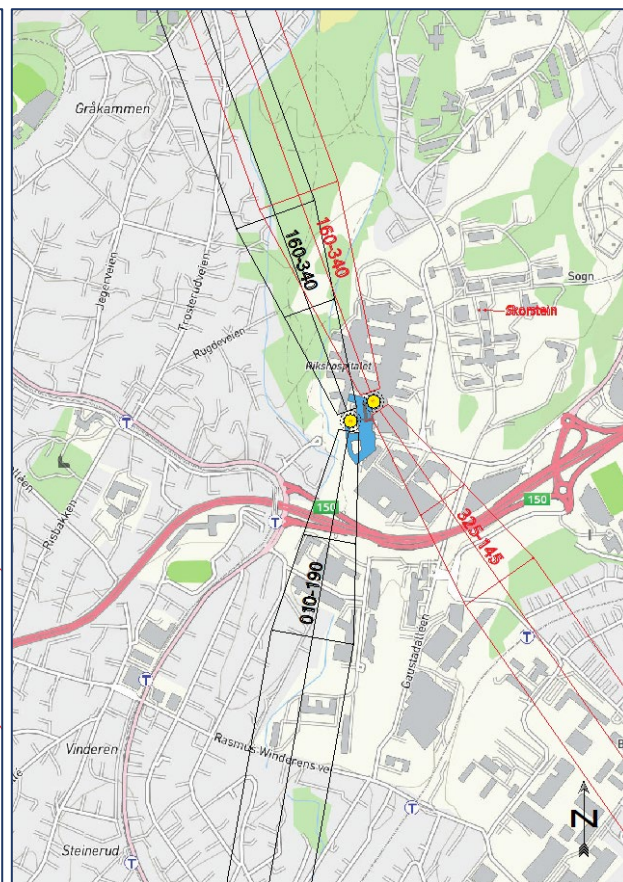 Gråkammen
Jegerveien
Trosterudveien
160-340
160-340
Sogn
Skorstein
Rugdeveien
Rikshospitalet
T
Risbakken
150
150
T
325-145
010-190
Gaustadalléen
T
T
Vinderen
Rasmus Winderens vei
T
Steinerud
T
N